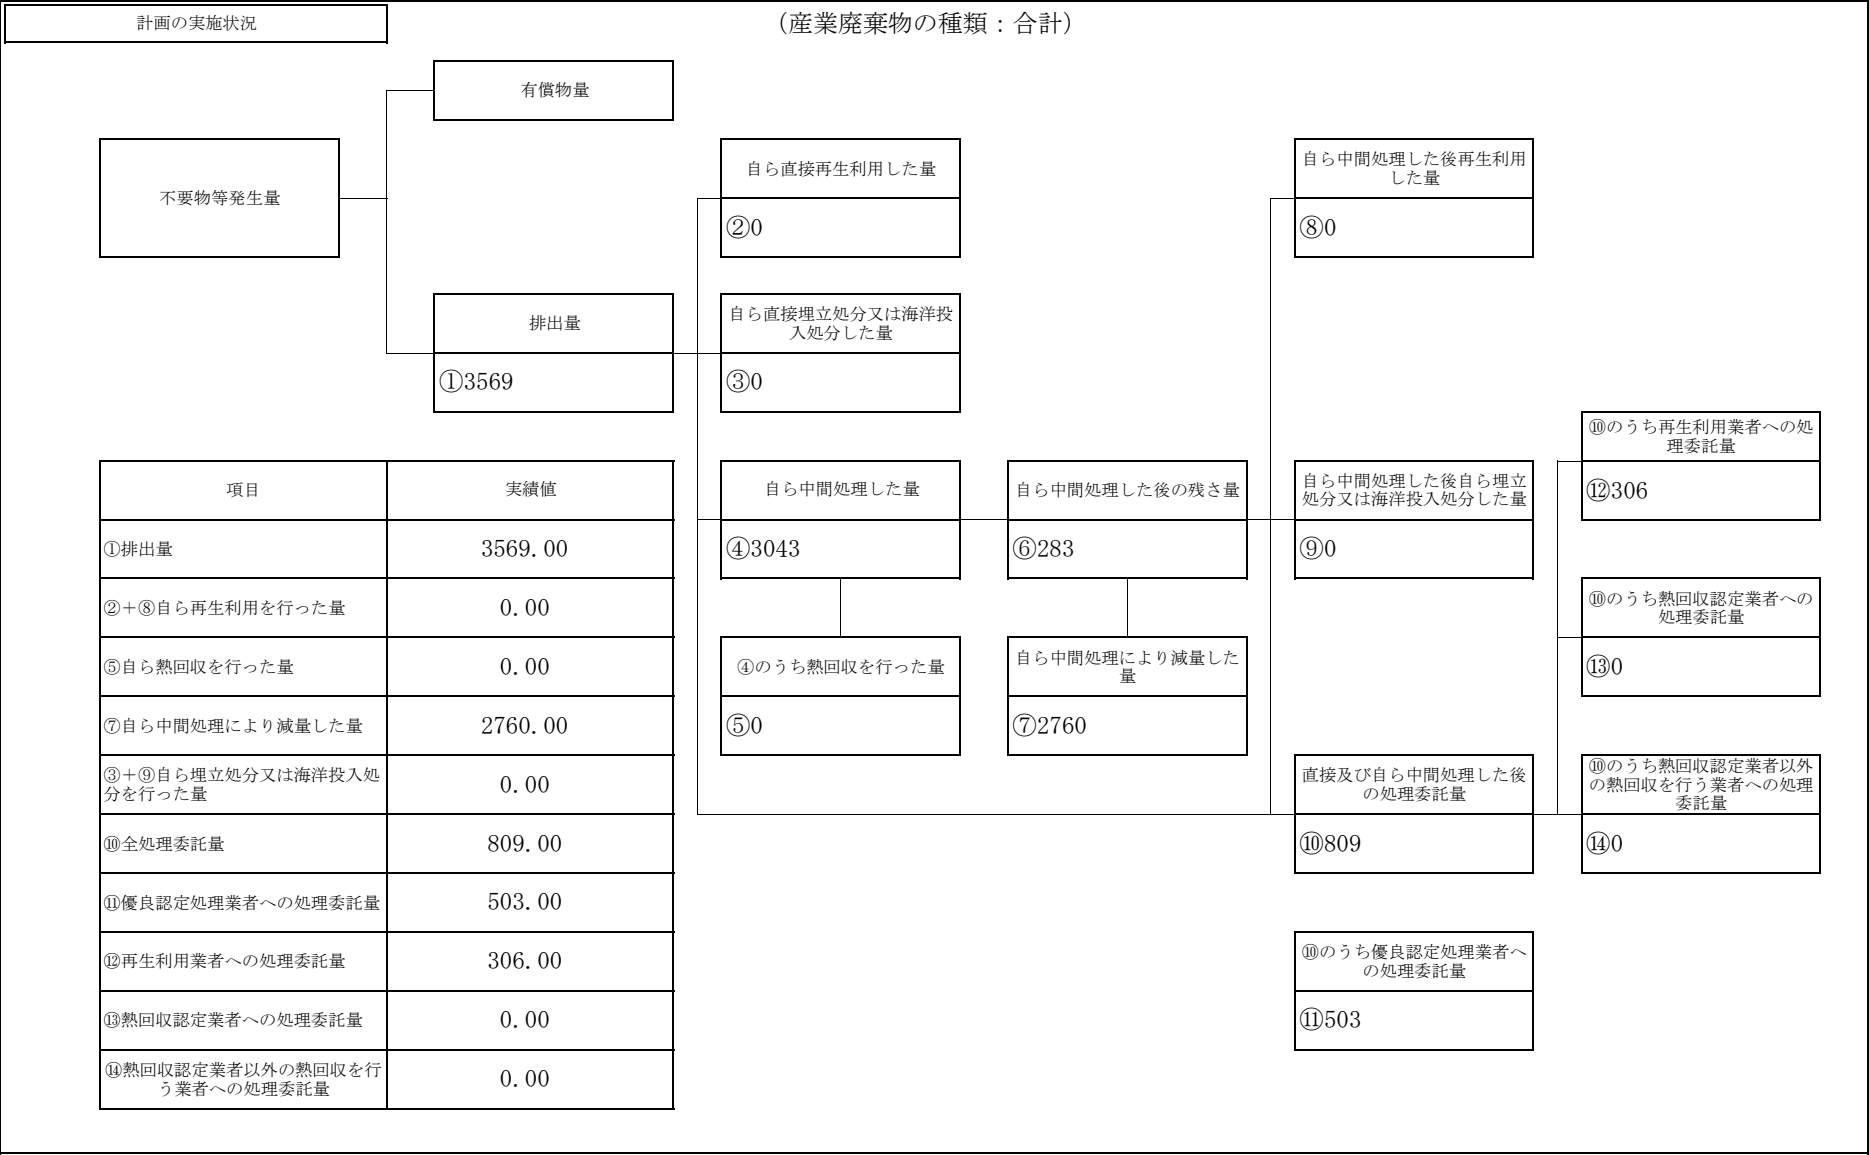 計画の実施状況
（産業廃棄物の種類：合計）
有償物量
不要物等発生量
自ら直接再生利用した量
②0
自ら中間処理した後再生利用
した量
⑧0
排出量
①3569
自ら直接埋立処分又は海洋投
入処分した量
③0
⑩のうち再生利用業者への処
理委託量
⑫306
自ら中間処理した量
④3043
自ら中間処理した後の残さ量
⑥283
自ら中間処理した後自ら埋立
処分又は海洋投入処分した量
⑨0
⑩のうち熱回収認定業者への
処理委託量
⑬0
④のうち熱回収を行った量
⑤0
自ら中間処理により減量した
量
⑦2760
直接及び自ら中間処理した後
の処理委託量
⑩809
⑩のうち熱回収認定業者以外
の熱回収を行う業者への処理
委託量
⑭0
⑩のうち優良認定処理業者へ
の処理委託量
⑪503
項目 実績値
①排出量 3569.00
②＋⑧自ら再生利用を行った量 0.00
⑤自ら熱回収を行った量 0.00
⑦自ら中間処理により減量した量 2760.00
③＋⑨自ら埋立処分又は海洋投入処
分を行った量 0.00
⑩全処理委託量 809.00
⑪優良認定処理業者への処理委託量 503.00
⑫再生利用業者への処理委託量 306.00
⑬熱回収認定業者への処理委託量 0.00
⑭熱回収認定業者以外の熱回収を行
う業者への処理委託量 0.00